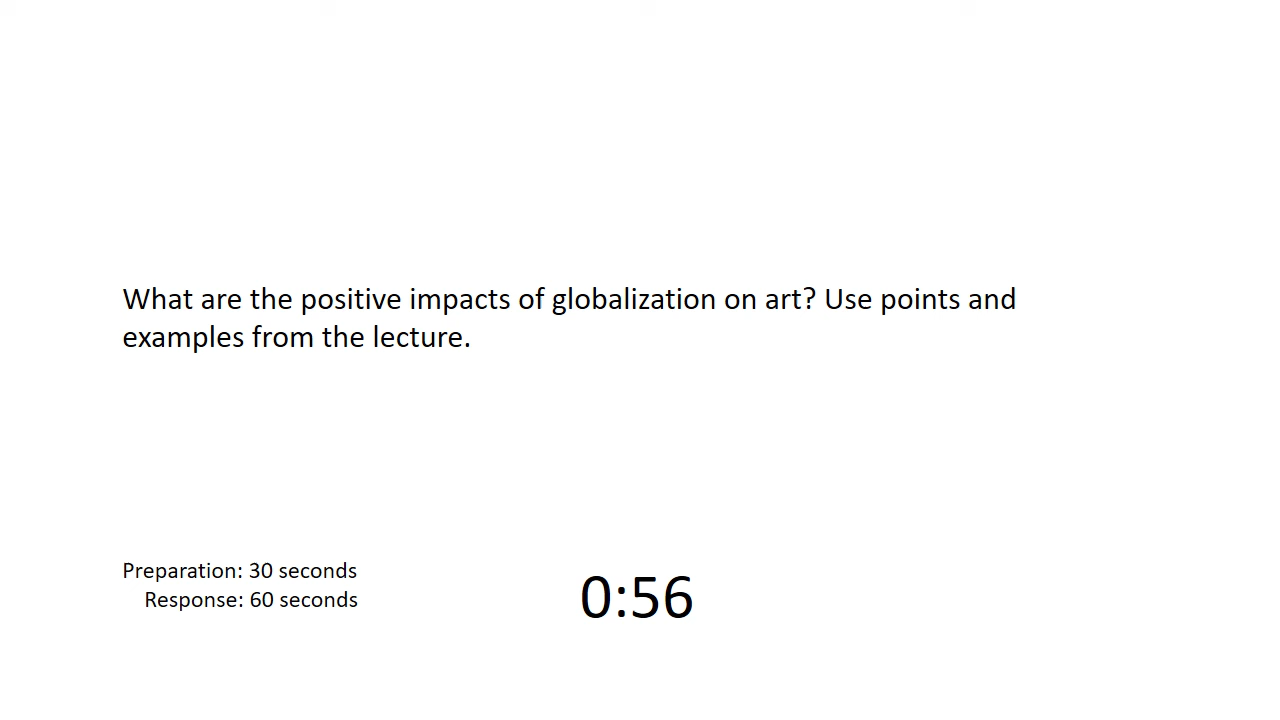 What are the positive impacts of globalization on art? Use points and
examples from the lecture.
Preparation: 30 seconds
Response: 60 seconds
0:56